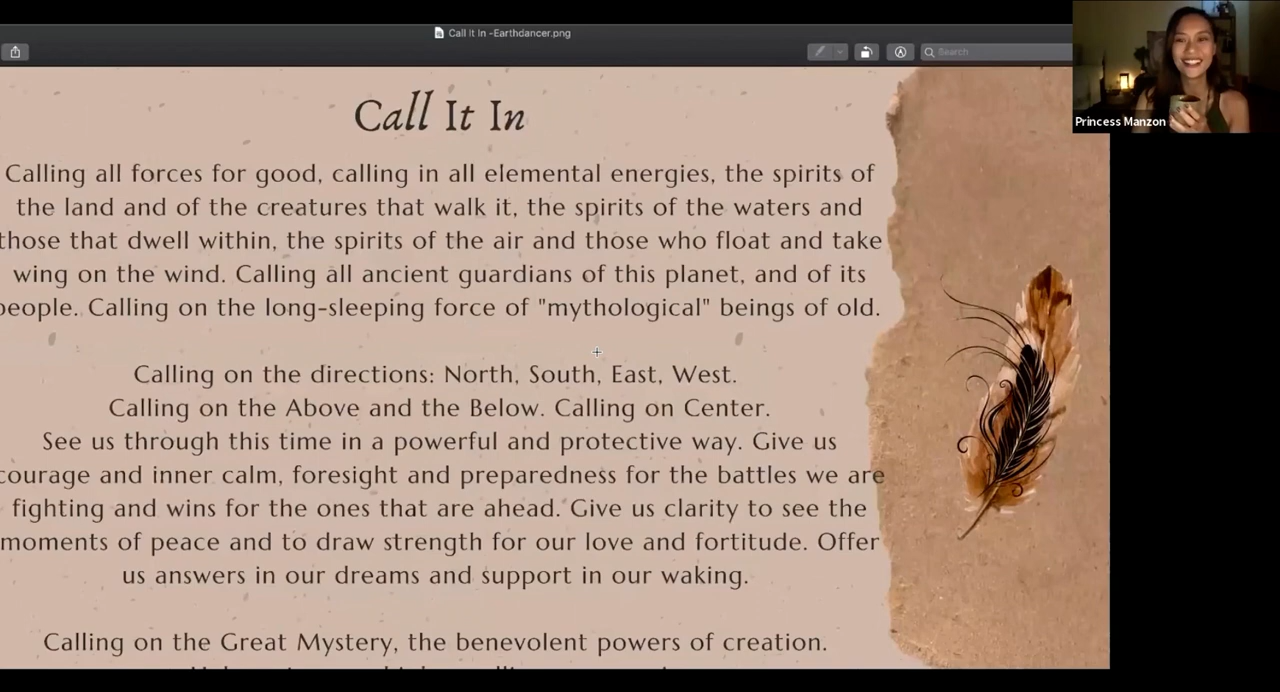 Call It In -Earthdancer.png
Search
Princess Manzon
Call It In
Calling all forces for good, calling in all elemental energies, the spirits of
the land and of the creatures that walk it, the spirits of the waters and
those that dwell within, the spirits of the air and those who float and take
wing on the wind. Calling all ancient guardians of this planet, and of its
people. Calling on the long-sleeping force of "mythological" beings of old.
Calling on the directions: North, South, East, West.
Calling on the Above and the Below. Calling on Center.
See us through this time in a powerful and protective way. Give us
courage and inner calm, foresight and preparedness for the battles we are
fighting and wins for the ones that are ahead. Give us clarity to see the
moments of peace and to draw strength for our love and fortitude. Offer
us answers in our dreams and support in our waking.
Calling on the Great Mystery, the benevolent powers of creation.